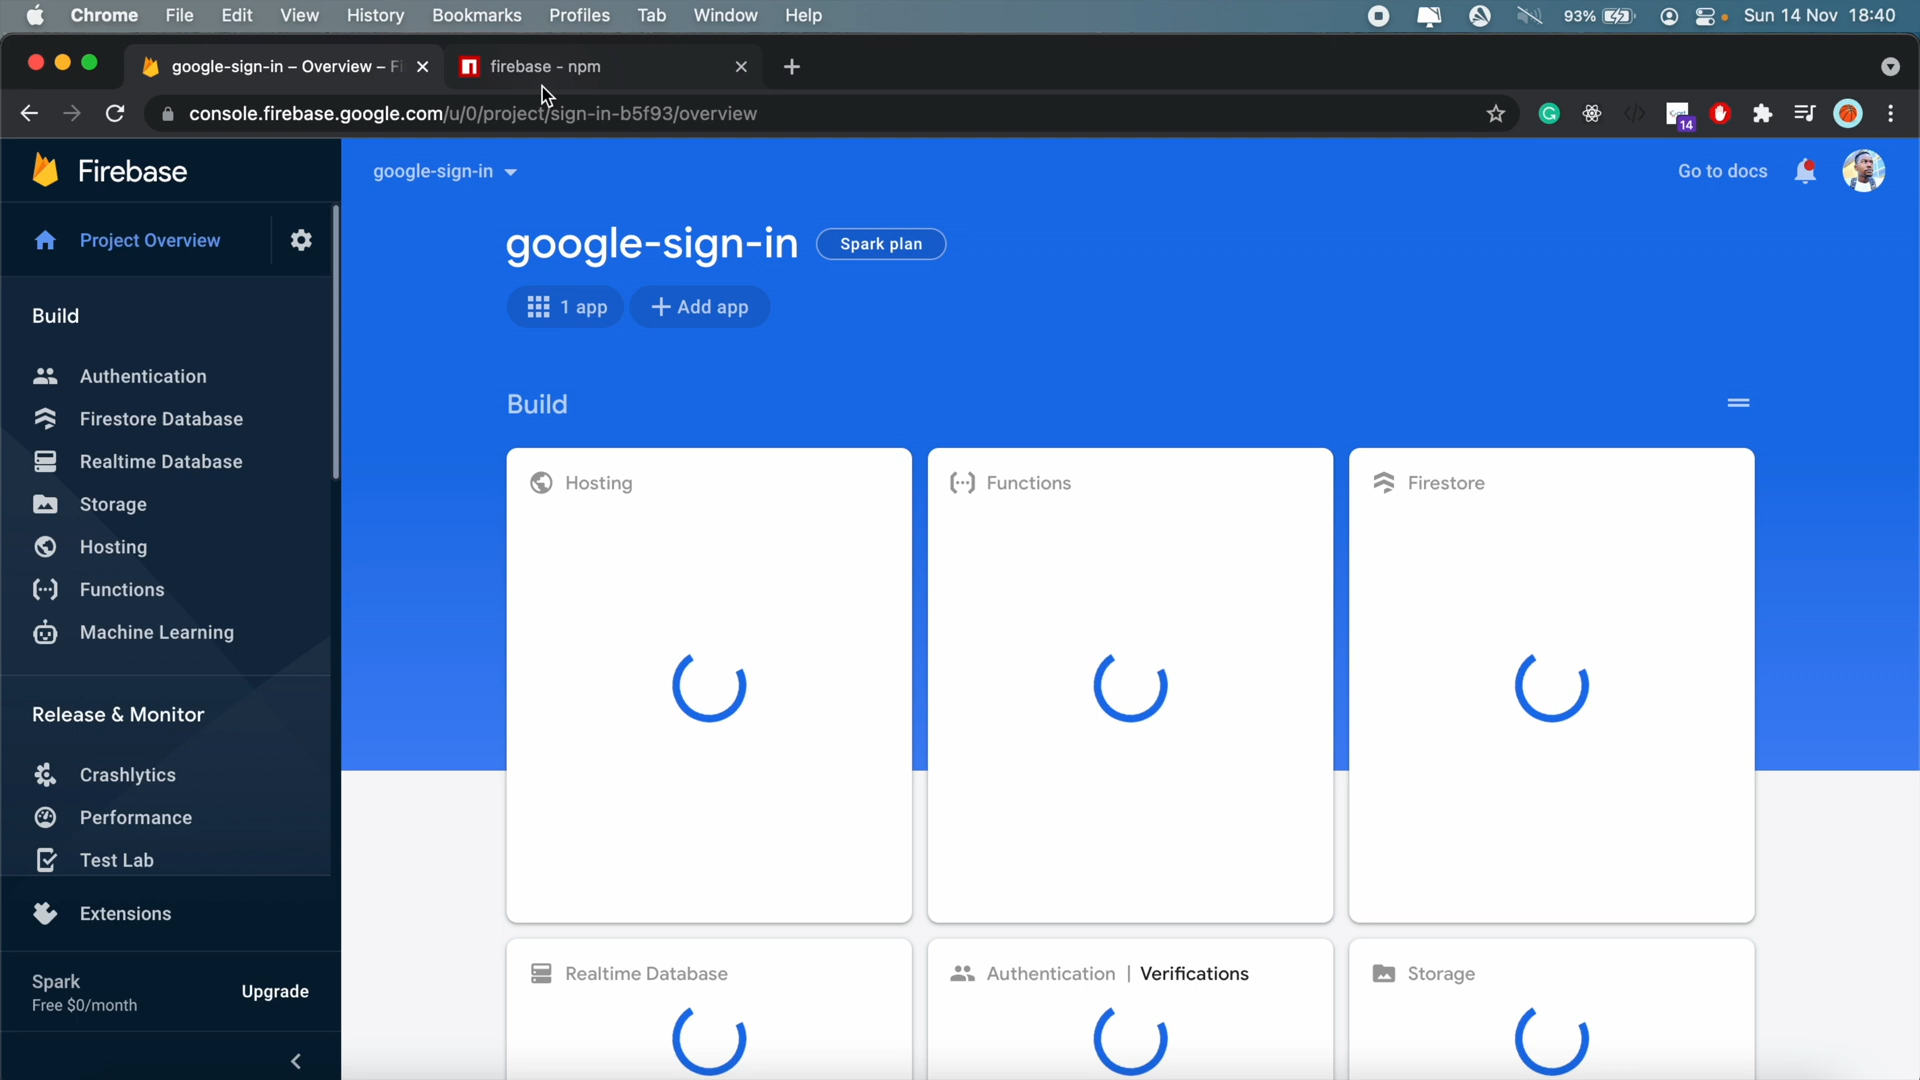 Chrome File Edit View History Bookmarks Profiles Tab Window Help 93% Sun 14 Nov 18:40
google-sign-in – Overview – Fi firebase - npm
console.firebase.google.com/u/0/project/sign-in-b5f93/overview
14
Firebase
google-sign-in
Go to docs
Project Overview
google-sign-in Spark plan
1 app Add app
Build
Authentication
Firestore Database
Realtime Database
Storage
Hosting
Functions
Machine Learning
Release & Monitor
Crashlytics
Performance
Test Lab
Extensions
Spark
Free $0/month
Upgrade
Build
Hosting
Functions
Firestore
Realtime Database
Authentication | Verifications
Storage